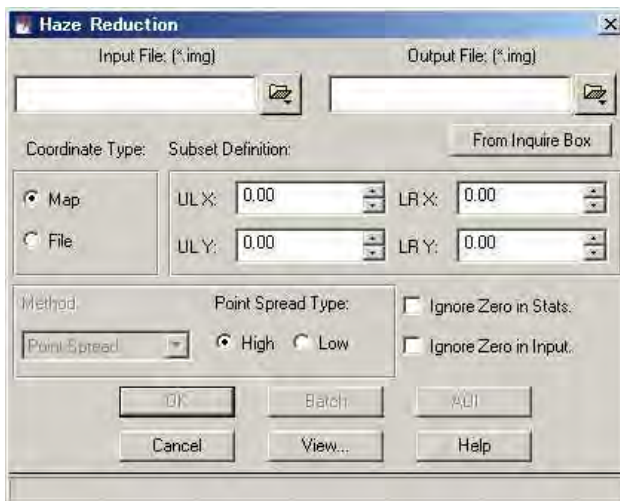 Haze Reduction
Input File: (*.img) Output File: (*.img)
From Inquire Box
Coordinate Type: Subset Definition:
Map UL X: 0.00 LR X: 0.00
File UL Y: 0.00 LR Y: 0.00
Method: Point Spread Type: Ignore Zero in Stats.
Point Spread High Low Ignore Zero in Input.
OK Batch AOI
Cancel View... Help